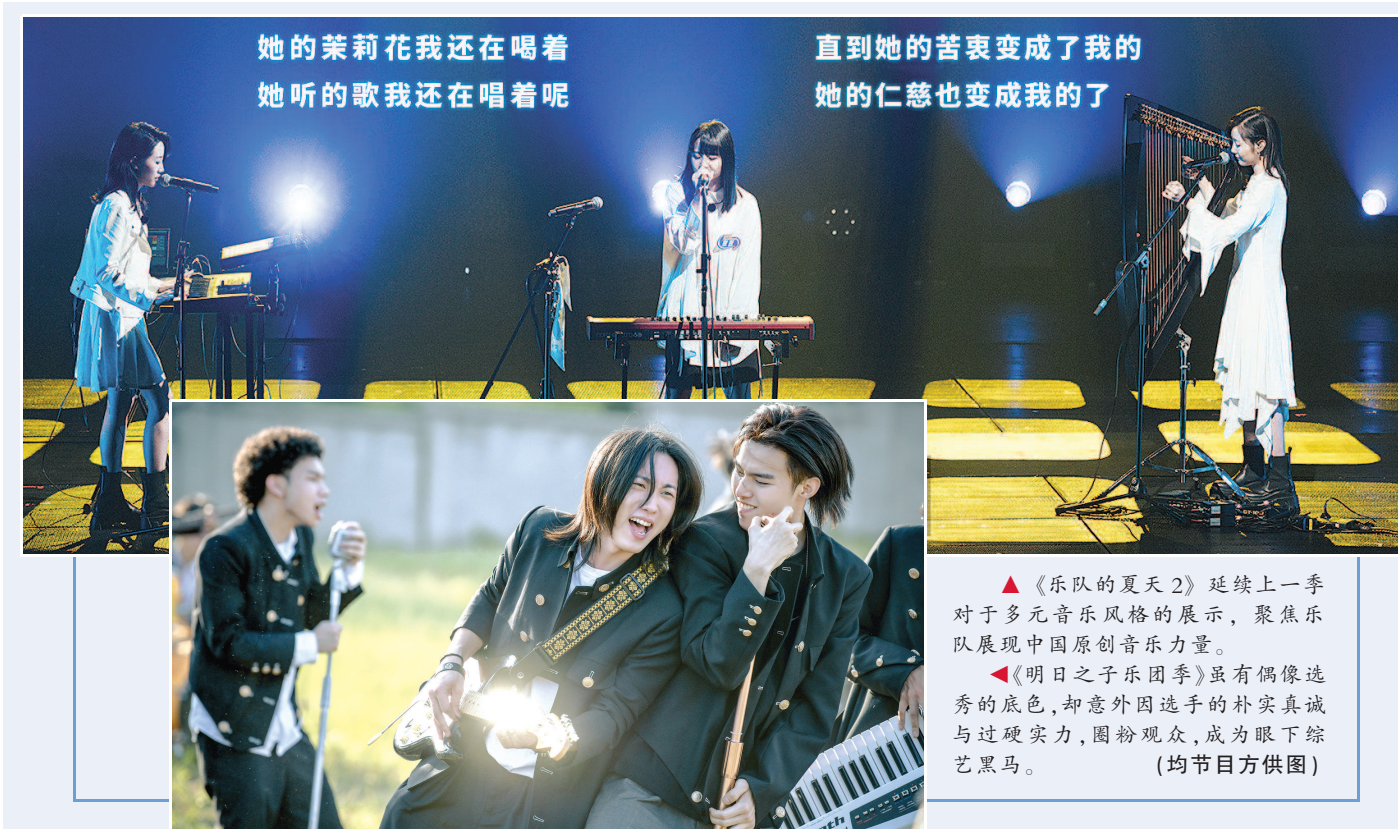 她的茉莉花我还在喝着
她听的歌我还在唱着呢
直到她的苦衷变成了我的
她的仁慈也变成我的了
▲《乐队的夏天2》延续上一季
对于多元音乐风格的展示，聚焦乐
队展现中国原创音乐力量。
◀《明日之子乐团季》虽有偶像选
秀的底色，却意外因选手的朴实真诚
与过硬实力，圈粉观众，成为眼下综
艺黑马。 (均节目方供图)